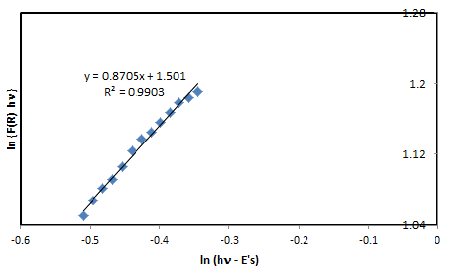 1.28
y = 0.8705x + 1.501
R² = 0.9903
1.2
ln{F(R) hν}
1.12
1.04
-0.6 -0.5 -0.4 -0.3 -0.2 -0.1 0
ln (hν - E's)